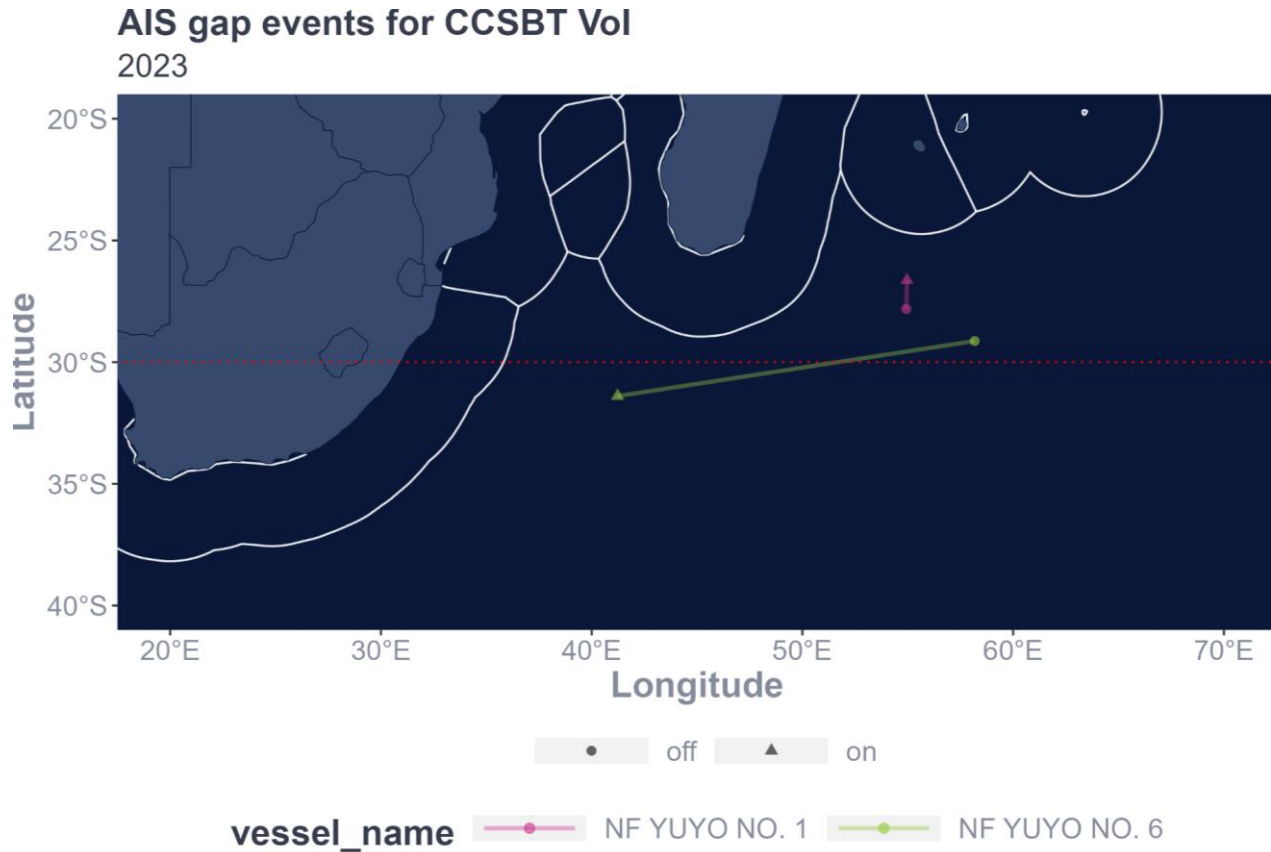 AIS gap events for CCSBT Vol
2023
20°S
25°S
30°S
35°S
40°S
Latitude
20°E 30°E 40°E 50°E 60°E 70°E
Longitude
off on
vessel_name NF YUYO NO. 1 NF YUYO NO. 6